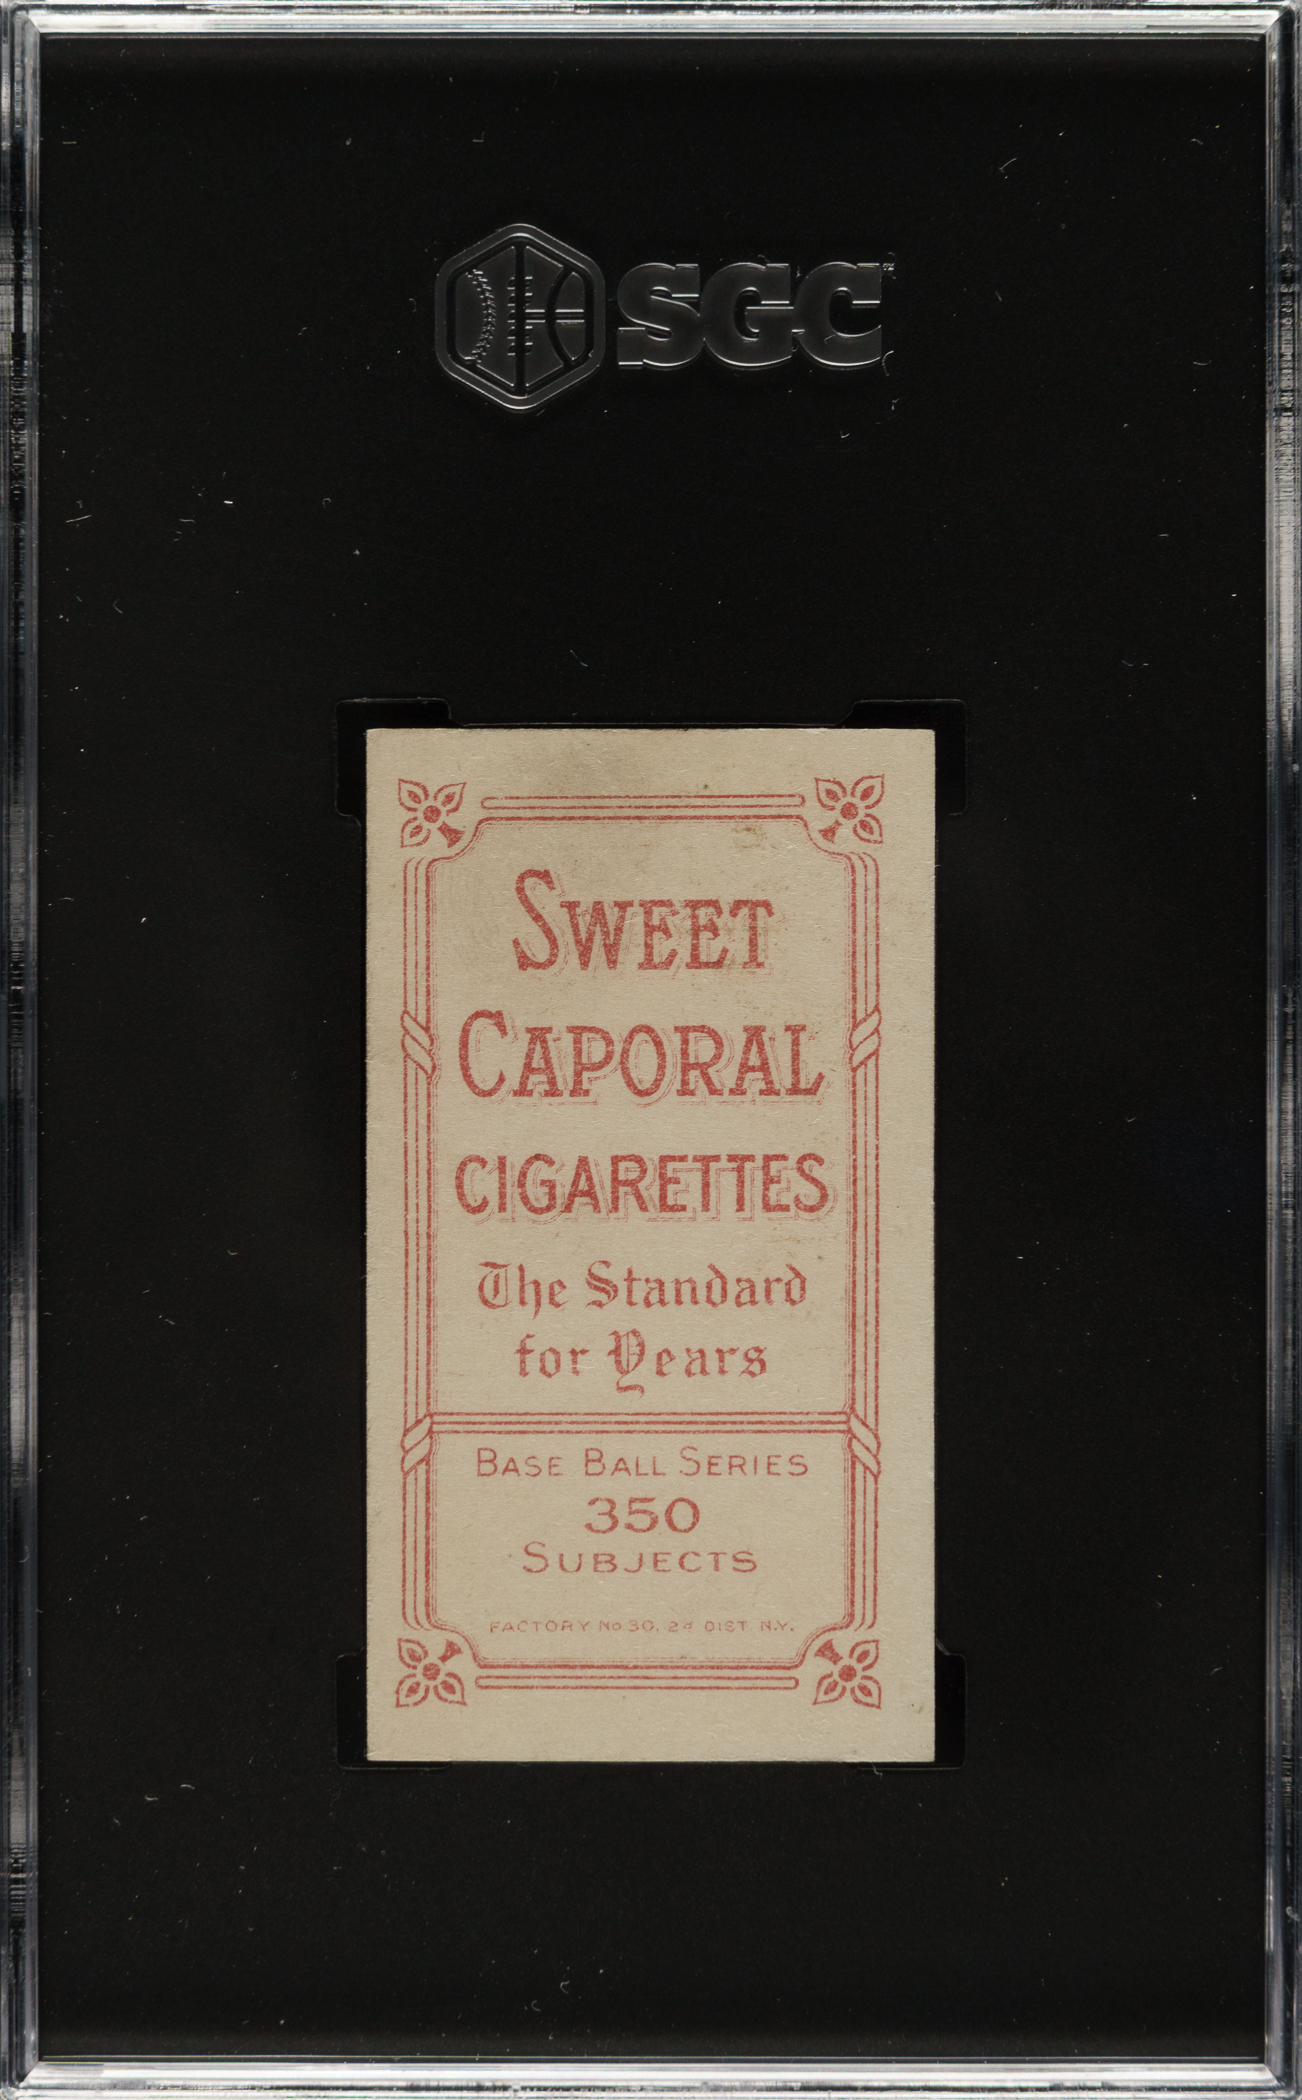 SGC
SWEET
CAPORAL
CIGARETTES
The Standard
for Years
BASE BALL SERIES
350
SUBJECTS
FACTORY No 30, 2d DIST. N.Y.